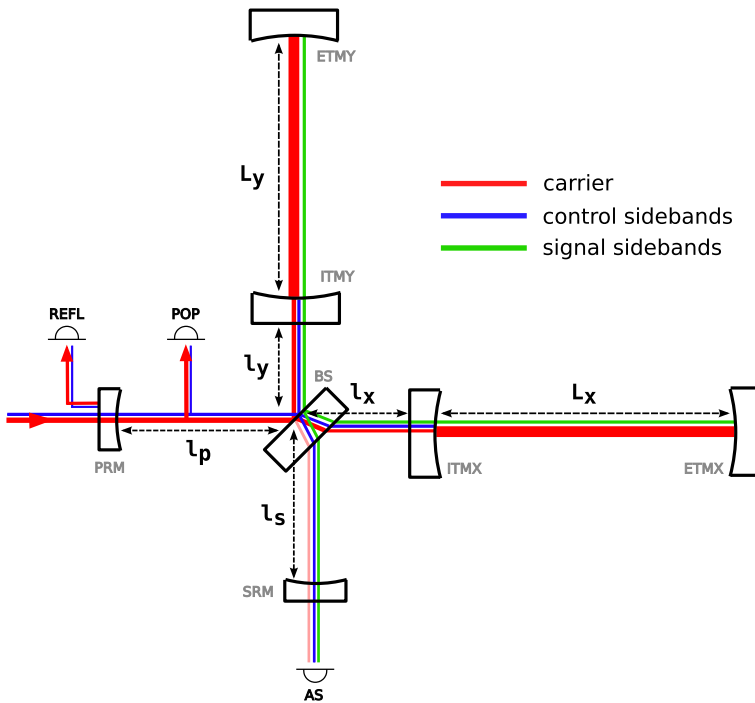 ETMY
Ly
carrier
control sidebands
signal sidebands
ITMY
REFL
POP
ly
BS
lx
Lx
lp
PRM
ITMX
ETMX
ls
SRM
AS